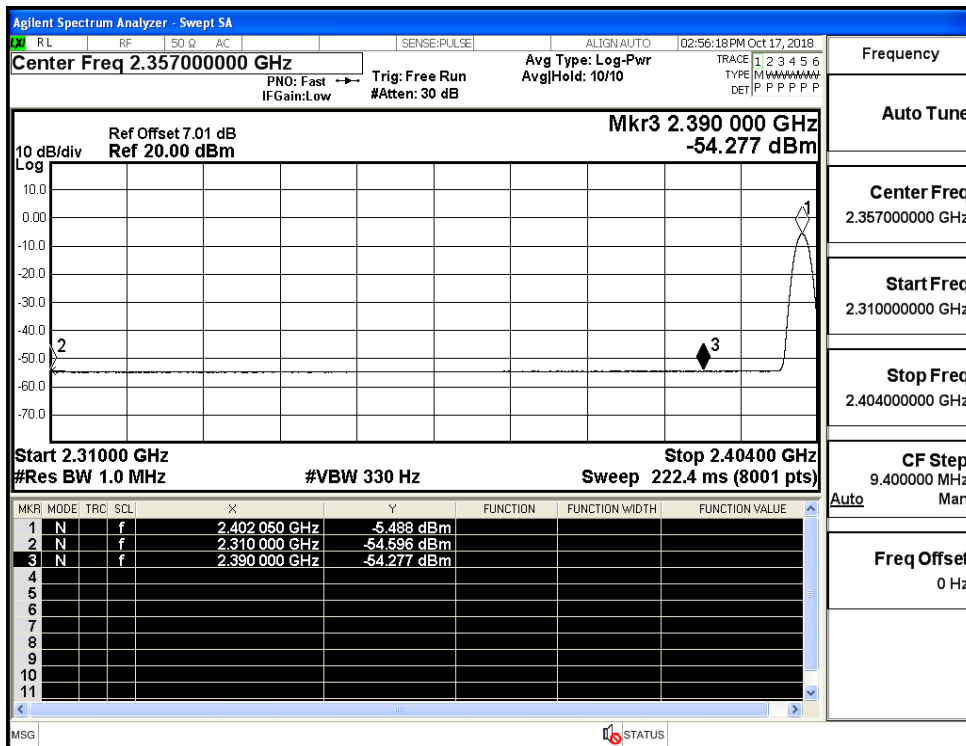 Agilent Spectrum Analyzer - Swept SA
LXI RL RF 50 Ω AC SENSE:PULSE ALIGN AUTO 02:56:18 PM Oct 17, 2018
Center Freq 2.357000000 GHz
PNO: Fast
IFGain:Low
Trig: Free Run
#Atten: 30 dB
Avg Type: Log-Pwr
Avg|Hold: 10/10
TRACE 1 2 3 4 5 6
TYPE M W W W W W
DET P P P P P P
Ref Offset 7.01 dB
10 dB/div Ref 20.00 dBm
Log
Mkr3 2.390 000 GHz
-54.277 dBm
10.0
0.00
-10.0
-20.0
-30.0
-40.0
-50.0
-60.0
-70.0
1
2
3
Start 2.31000 GHz Stop 2.40400 GHz
#Res BW 1.0 MHz #VBW 330 Hz Sweep 222.4 ms (8001 pts)
MKR MODE TRC SCL X Y FUNCTION FUNCTION WIDTH FUNCTION VALUE
1 N f 2.402 050 GHz -5.488 dBm
2 N f 2.310 000 GHz -54.596 dBm
3 N f 2.390 000 GHz -54.277 dBm
4
5
6
7
8
9
10
11
MSG STATUS
Frequency
Auto Tune
Center Freq
2.357000000 GHz
Start Freq
2.310000000 GHz
Stop Freq
2.404000000 GHz
CF Step
9.400000 MHz
Auto Man
Freq Offset
0 Hz